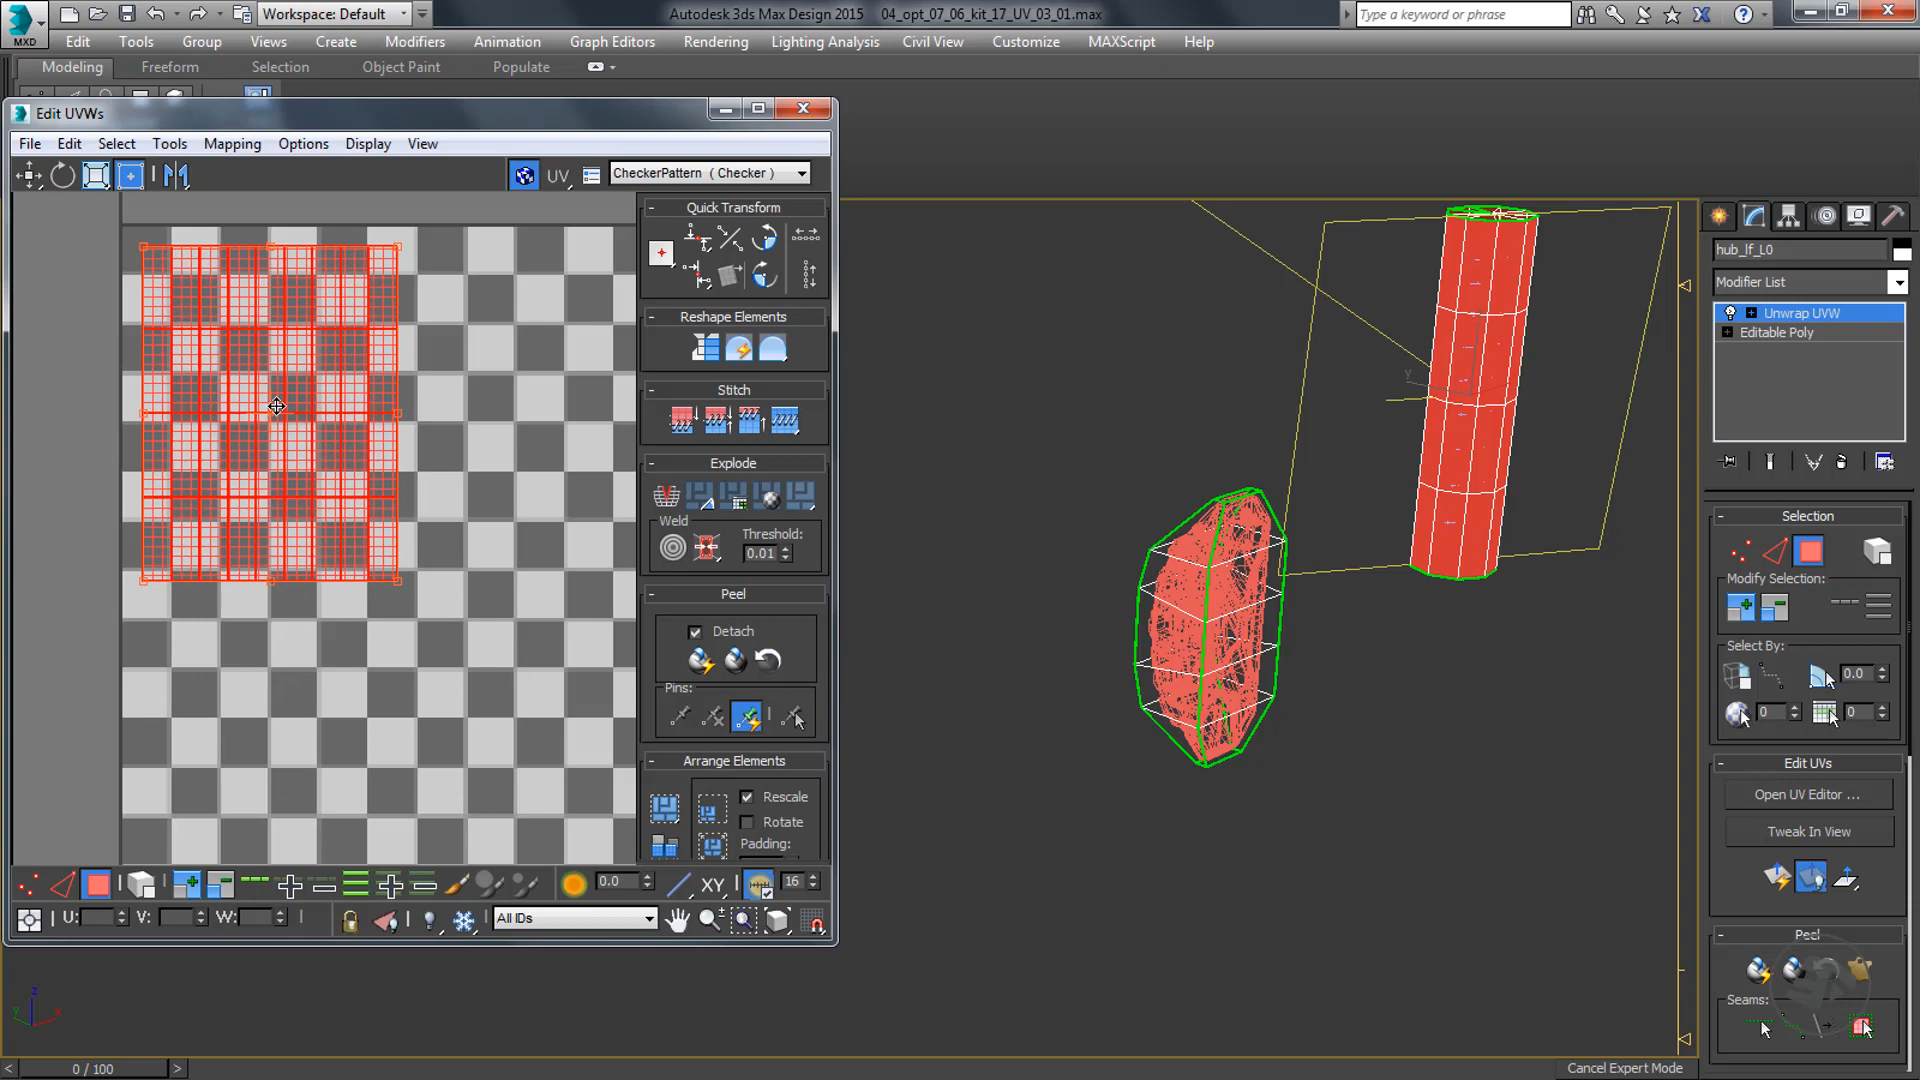 Workspace: Default
Autodesk 3ds Max Design 2015    04_opt_07_06_kit_17_UV_03_01.max
Type a keyword or phrase
MXD
Edit Tools Group Views Create Modifiers Animation Graph Editors Rendering Lighting Analysis Civil View Customize MAXScript Help
Modeling Freeform Selection Object Paint Populate
Edit UVWs
File Edit Select Tools Mapping Options Display View
UV
CheckerPattern ( Checker )
- Quick Transform
- Reshape Elements
- Stitch
- Explode
Weld
Threshold:
0.01
- Peel
Detach
Pins:
- Arrange Elements
Rescale
Rotate
Padding:
0.0
XY
16
U: V: W:
All IDs
y
z
y
x
hub_lf_L0
Modifier List
Unwrap UVW
Editable Poly
- Selection
Modify Selection:
Select By:
0.0
0
0
- Edit UVs
Open UV Editor ...
Tweak In View
- Peel
Seams:
< 0 / 100 >
Cancel Expert Mode